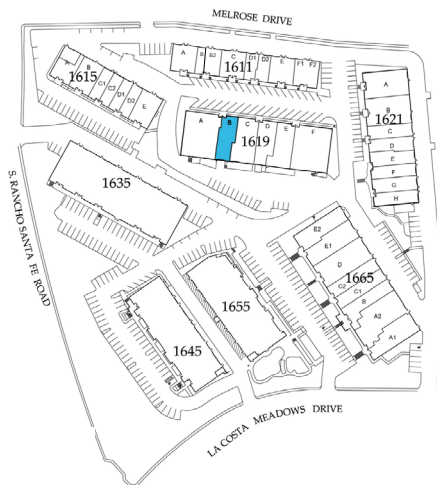 MELROSE DRIVE
A
B
B2
C
D1
D2
E
F1
F2
1611
A
B
C1
C2
D1
D2
E
1615
A
B
C
D
E
F
1619
A
B
C
D
E
F
G
H
1621
1635
S. RANCHO SANTA FE ROAD
E2
E1
D
C2
C1
B
A2
A1
1665
1655
1645
LA COSTA MEADOWS DRIVE